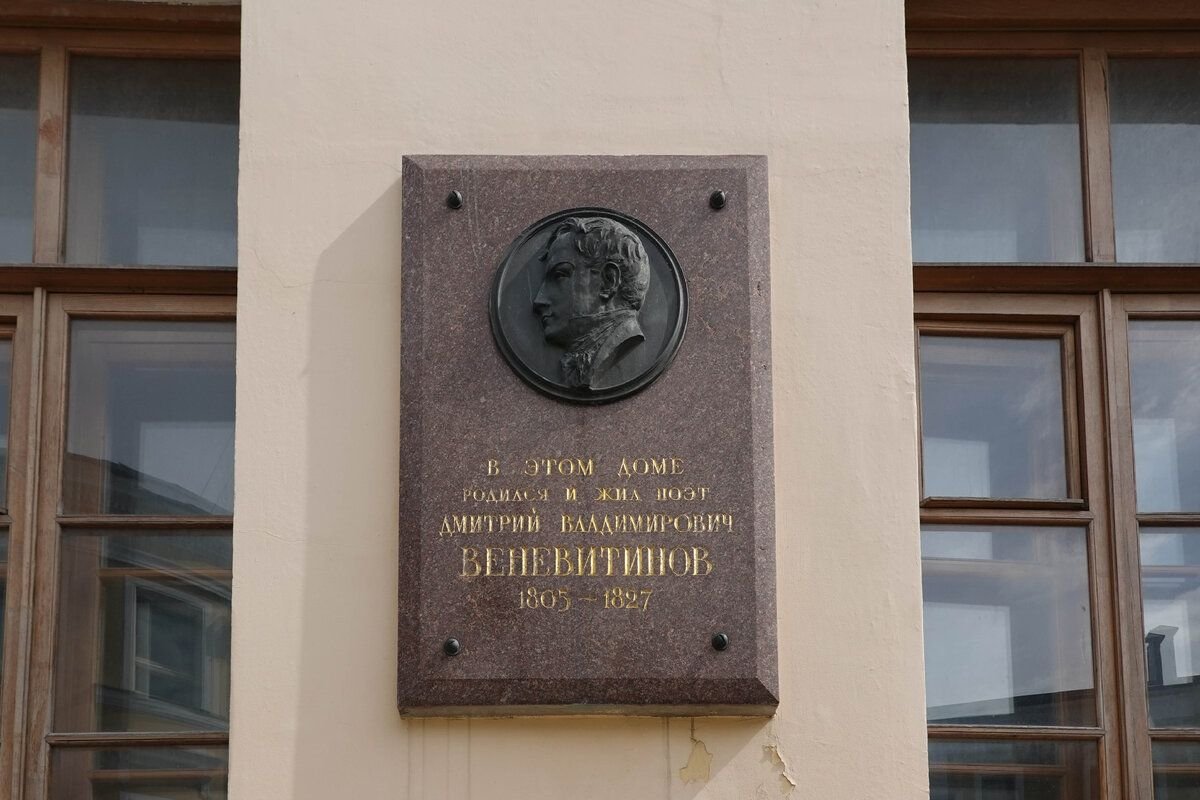 В ЭТОМ ДОМЕ
РОДИЛСЯ И ЖИЛ ПОЭТ
ДМИТРИЙ ВЛАДИМИРОВИЧ
ВЕНЕВИТИНОВ
1805-1827